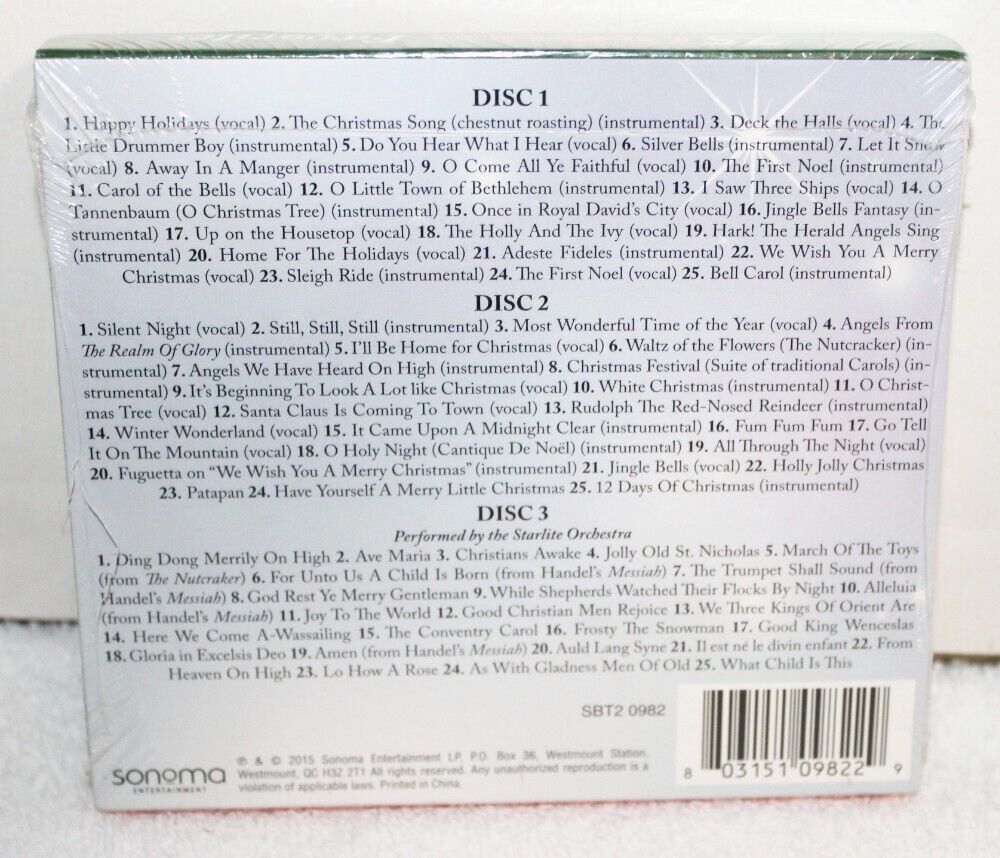 DISC 1
1. Happy Holidays (vocal) 2. The Christmas Song (chestnut roasting) (instrumental) 3. Deck the Halls (vocal) 4. The
Little Drummer Boy (instrumental) 5. Do You Hear What I Hear (vocal) 6. Silver Bells (instrumental) 7. Let It Snow
(vocal) 8. Away In A Manger (instrumental) 9. O Come All Ye Faithful (vocal) 10. The First Noel (instrumental)
11. Carol of the Bells (vocal) 12. O Little Town of Bethlehem (instrumental) 13. I Saw Three Ships (vocal) 14. O
Tannenbaum (O Christmas Tree) (instrumental) 15. Once in Royal David's City (vocal) 16. Jingle Bells Fantasy (in-
strumental) 17. Up on the Housetop (vocal) 18. The Holly And The Ivy (vocal) 19. Hark! The Herald Angels Sing
(instrumental) 20. Home For The Holidays (vocal) 21. Adeste Fideles (instrumental) 22. We Wish You A Merry
Christmas (vocal) 23. Sleigh Ride (instrumental) 24. The First Noel (vocal) 25. Bell Carol (instrumental)
DISC 2
1. Silent Night (vocal) 2. Still, Still, Still (instrumental) 3. Most Wonderful Time of the Year (vocal) 4. Angels From
The Realm Of Glory (instrumental) 5. I'll Be Home for Christmas (vocal) 6. Waltz of the Flowers (The Nutcracker) (in-
strumental) 7. Angels We Have Heard On High (instrumental) 8. Christmas Festival (Suite of traditional Carols) (in-
strumental) 9. It's Beginning To Look A Lot like Christmas (vocal) 10. White Christmas (instrumental) 11. O Christ-
mas Tree (vocal) 12. Santa Claus Is Coming To Town (vocal) 13. Rudolph The Red-Nosed Reindeer (instrumental)
14. Winter Wonderland (vocal) 15. It Came Upon A Midnight Clear (instrumental) 16. Fum Fum Fum 17. Go Tell
It On The Mountain (vocal) 18. O Holy Night (Cantique De Noël) (instrumental) 19. All Through The Night (vocal)
20. Fuguetta on "We Wish You A Merry Christmas" (instrumental) 21. Jingle Bells (vocal) 22. Holly Jolly Christmas
23. Patapan 24. Have Yourself A Merry Little Christmas 25. 12 Days Of Christmas (instrumental)
DISC 3
Performed by the Starlite Orchestra
1. Ding Dong Merrily On High 2. Ave Maria 3. Christians Awake 4. Jolly Old St. Nicholas 5. March Of The Toys
(from The Nutcraker) 6. For Unto Us A Child Is Born (from Handel's Messiah) 7. The Trumpet Shall Sound (from
Handel's Messiah) 8. God Rest Ye Merry Gentleman 9. While Shepherds Watched Their Flocks By Night 10. Alleluia
(from Handel's Messiah) 11. Joy To The World 12. Good Christian Men Rejoice 13. We Three Kings Of Orient Are
14. Here We Come A-Wassailing 15. The Conventry Carol 16. Frosty The Snowman 17. Good King Wenceslas
18. Gloria in Excelsis Deo 19. Amen (from Handel's Messiah) 20. Auld Lang Syne 21. Il est né le divin enfant 22. From
Heaven On High 23. Lo How A Rose 24. As With Gladness Men Of Old 25. What Child Is This
SBT2 0982
sonoma
ENTERTAINMENT
℗ & © 2015 Sonoma Entertainment LP, P.O. Box 36, Westmount Station,
Westmount, QC H3Z 2T1 All rights reserved. Any unauthorized reproduction is a
violation of applicable laws. Printed in China.
8 03151 09822 9